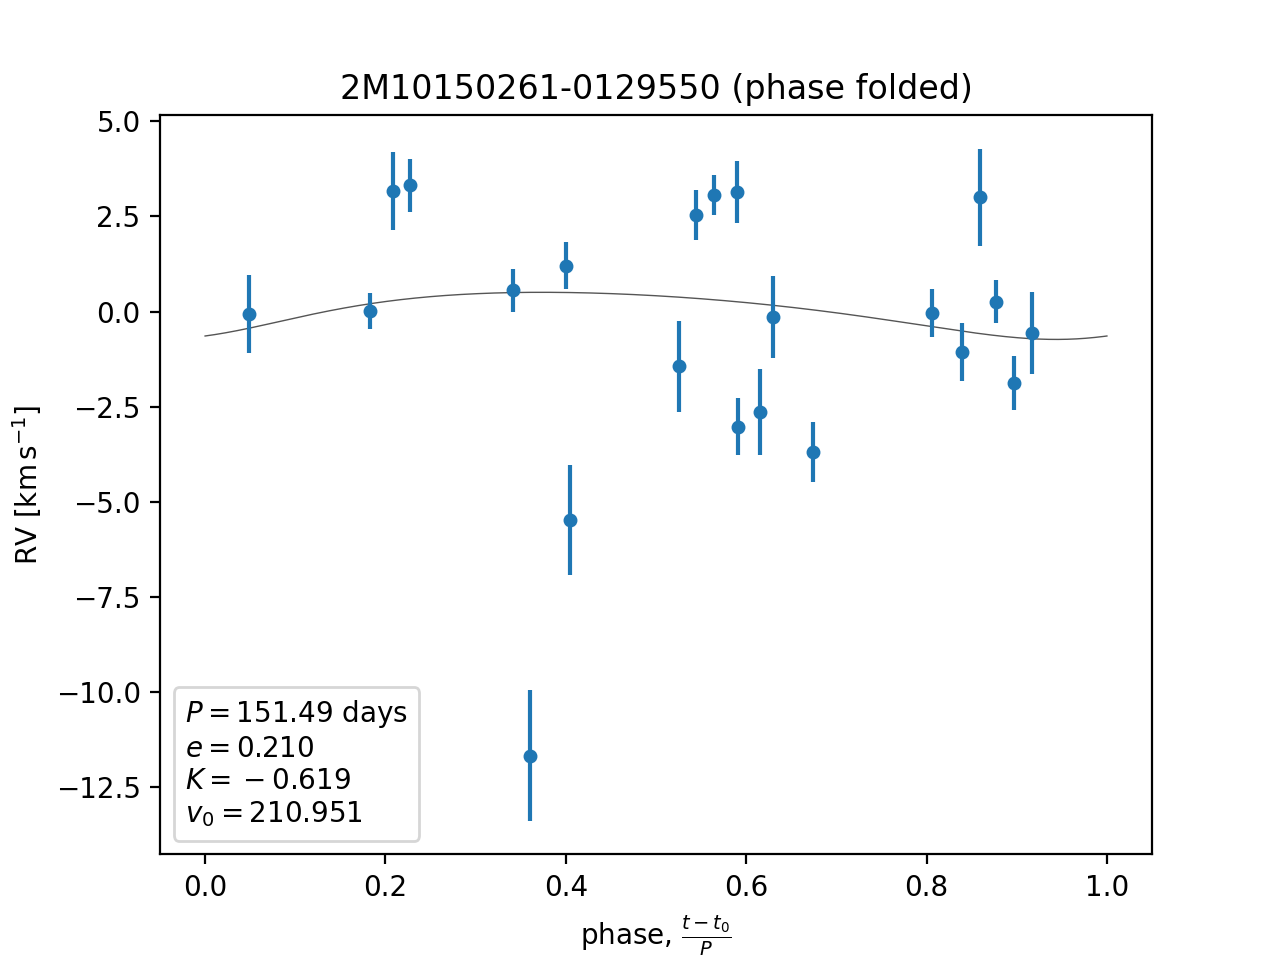 2M10150261-0129550 (phase folded)
5.0
2.5
0.0
−2.5
−5.0
−7.5
−10.0
−12.5
RV [km s⁻¹]
P = 151.49 days
e = 0.210
K = −0.619
v₀ = 210.951
0.0 0.2 0.4 0.6 0.8 1.0
phase, (t − t₀)/P